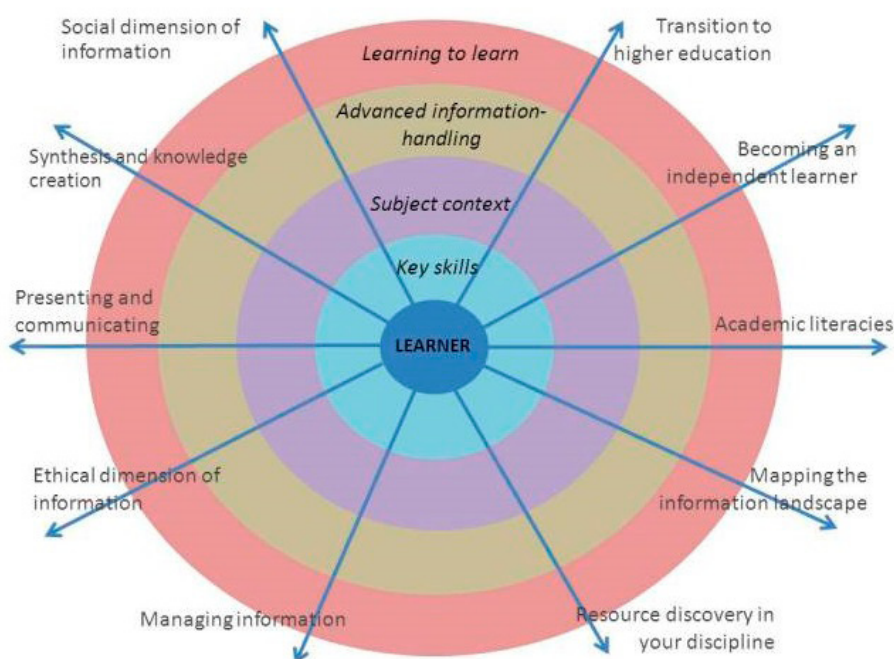 Social dimension of
information
Transition to
higher education
Learning to learn
Advanced information-
handling
Synthesis and knowledge
creation
Becoming an
independent learner
Subject context
Key skills
Presenting and
communicating
LEARNER
Academic literacies
Ethical dimension of
information
Mapping the
information landscape
Managing information
Resource discovery in
your discipline